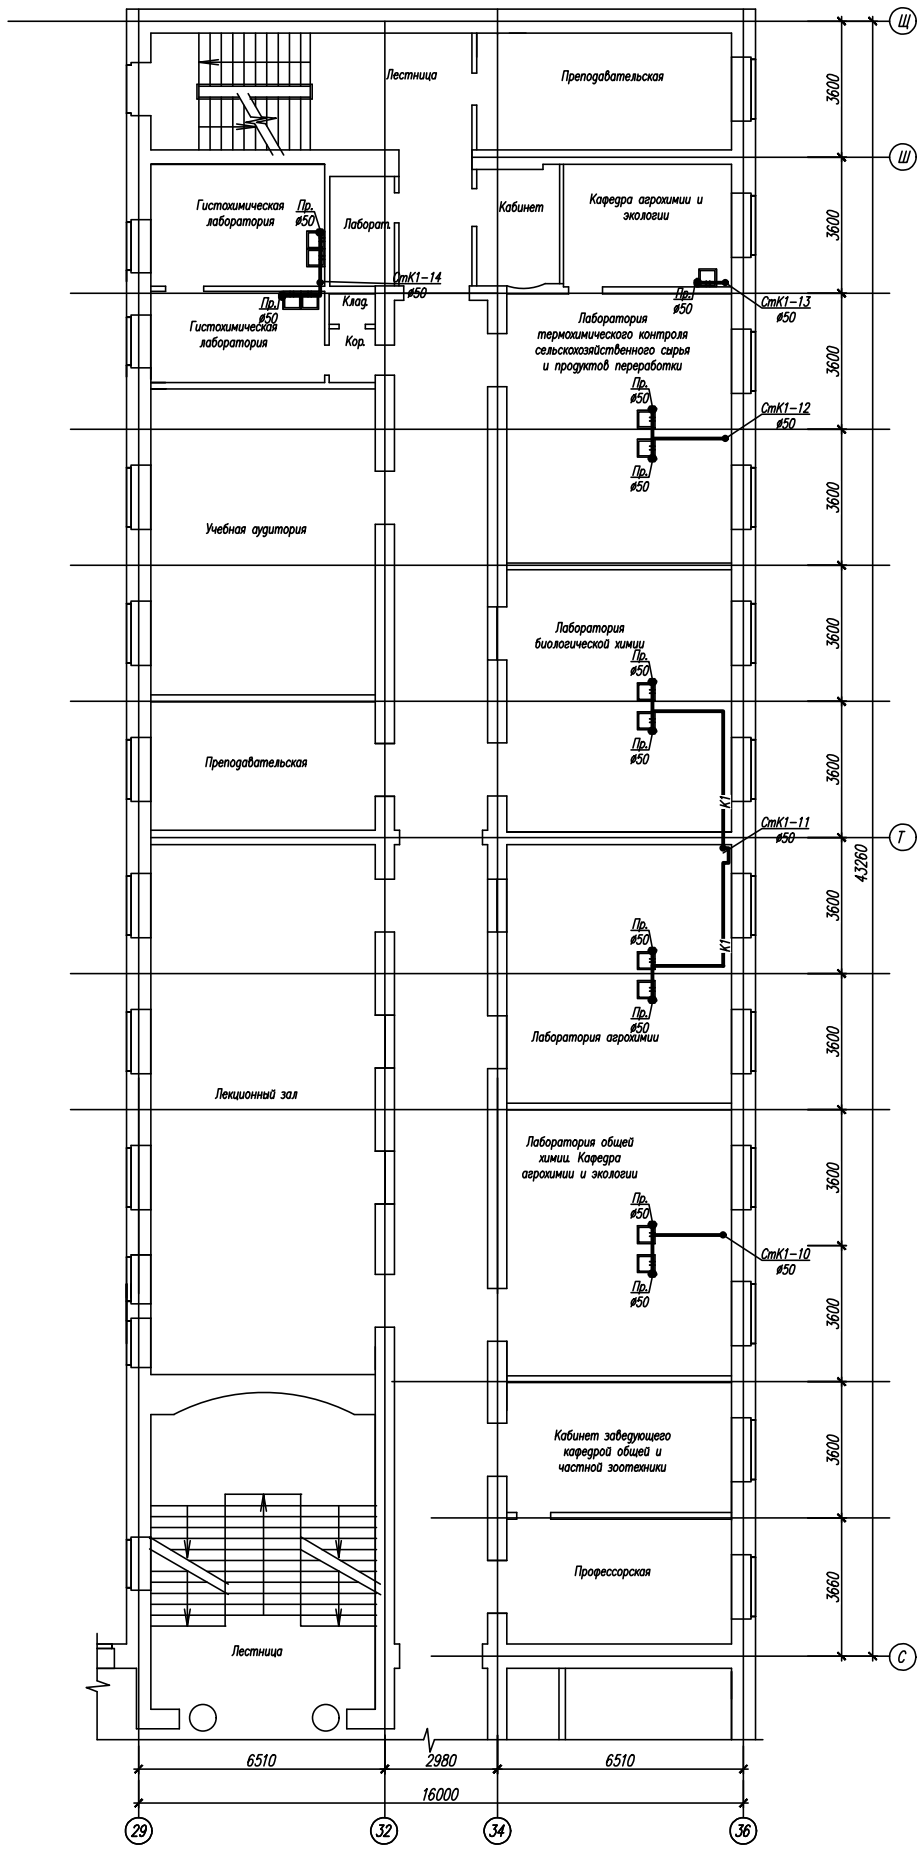 Щ
Лестница
Преподавательская
3600
Ш
Гистохимическая
лаборатория
Пр.
ø50
Лаборат.
Кабинет
Кафедра агрохимии и
экологии
3600
СтК1-14
ø50
Пр.
ø50
Клад.
Кор.
Гистохимическая
лаборатория
Пр.
ø50
СтК1-13
ø50
Лаборатория
термохимического контроля
сельскохозяйственного сырья
и продуктов переработки
3600
Пр.
ø50
СтК1-12
ø50
Пр.
ø50
3600
Учебная аудитория
Лаборатория
биологической химии
3600
Пр.
ø50
Пр.
ø50
Преподавательская
3600
К1
СтК1-11
ø50
Т
43260
3600
Пр.
ø50
К1
Пр.
ø50
Лаборатория агрохимии
3600
Лекционный зал
Лаборатория общей
химии. Кафедра
агрохимии и экологии
3600
Пр.
ø50
СтК1-10
ø50
Пр.
ø50
3600
Кабинет заведующего
кафедрой общей и
частной зоотехники
3600
Профессорская
3660
Лестница
С
6510
2980
6510
16000
29
32
34
36